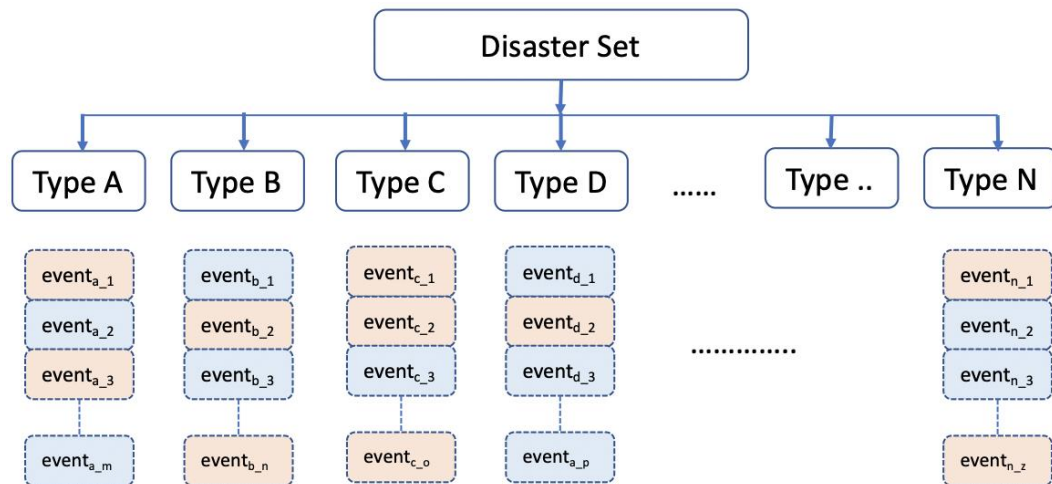 Disaster Set
Type A Type B Type C Type D ...... Type .. Type N
event_a_1 event_b_1 event_c_1 event_d_1 event_n_1
event_a_2 event_b_2 event_c_2 event_d_2 event_n_2
event_a_3 event_b_3 event_c_3 event_d_3 .............. event_n_3
event_a_m event_b_n event_c_o event_a_p event_n_z